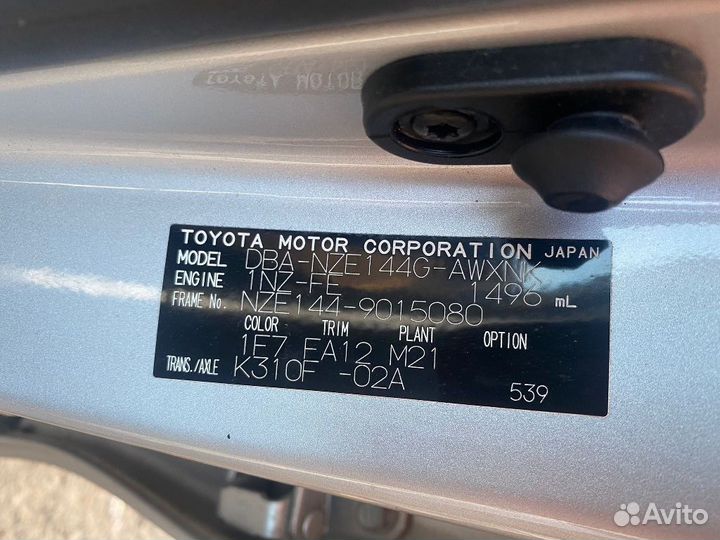 TOYOTA MOTOR CORPORATION JAPAN
MODEL DBA-NZE144G-AWXNK
ENGINE 1NZ-FE 1496 mL
FRAME No. NZE144-9015080
COLOR TRIM PLANT OPTION
1E7 FA12 M21
TRANS./AXLE K310F -02A
539
Avito